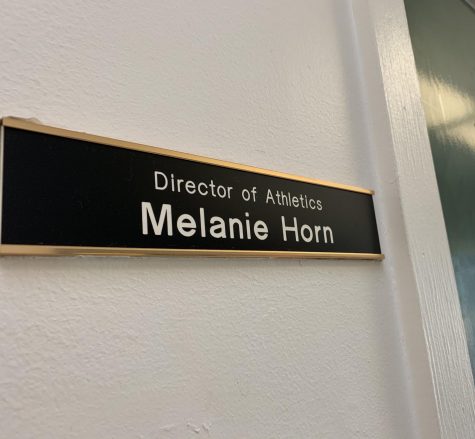 Director of Athletics
Melanie Horn